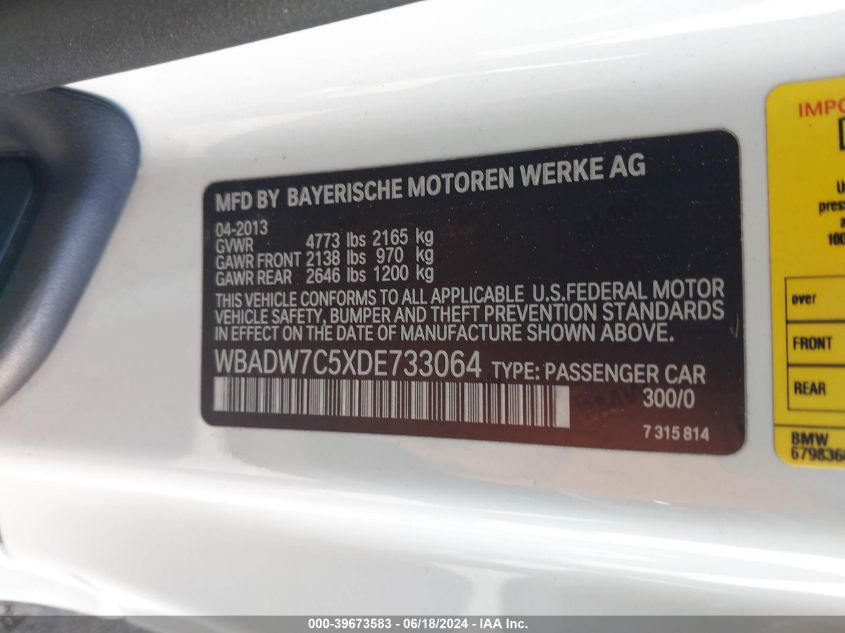 MFD BY BAYERISCHE MOTOREN WERKE AG
04-2013
GVWR 4773 lbs 2165 kg
GAWR FRONT 2138 lbs 970 kg
GAWR REAR 2646 lbs 1200 kg
THIS VEHICLE CONFORMS TO ALL APPLICABLE U.S.FEDERAL MOTOR
VEHICLE SAFETY, BUMPER AND THEFT PREVENTION STANDARDS
IN EFFECT ON THE DATE OF MANUFACTURE SHOWN ABOVE.
WBADW7C5XDE733064 TYPE: PASSENGER CAR
300/0
7 315 814
over
FRONT
REAR
BMW
000-39673583 - 06/18/2024 - IAA Inc.